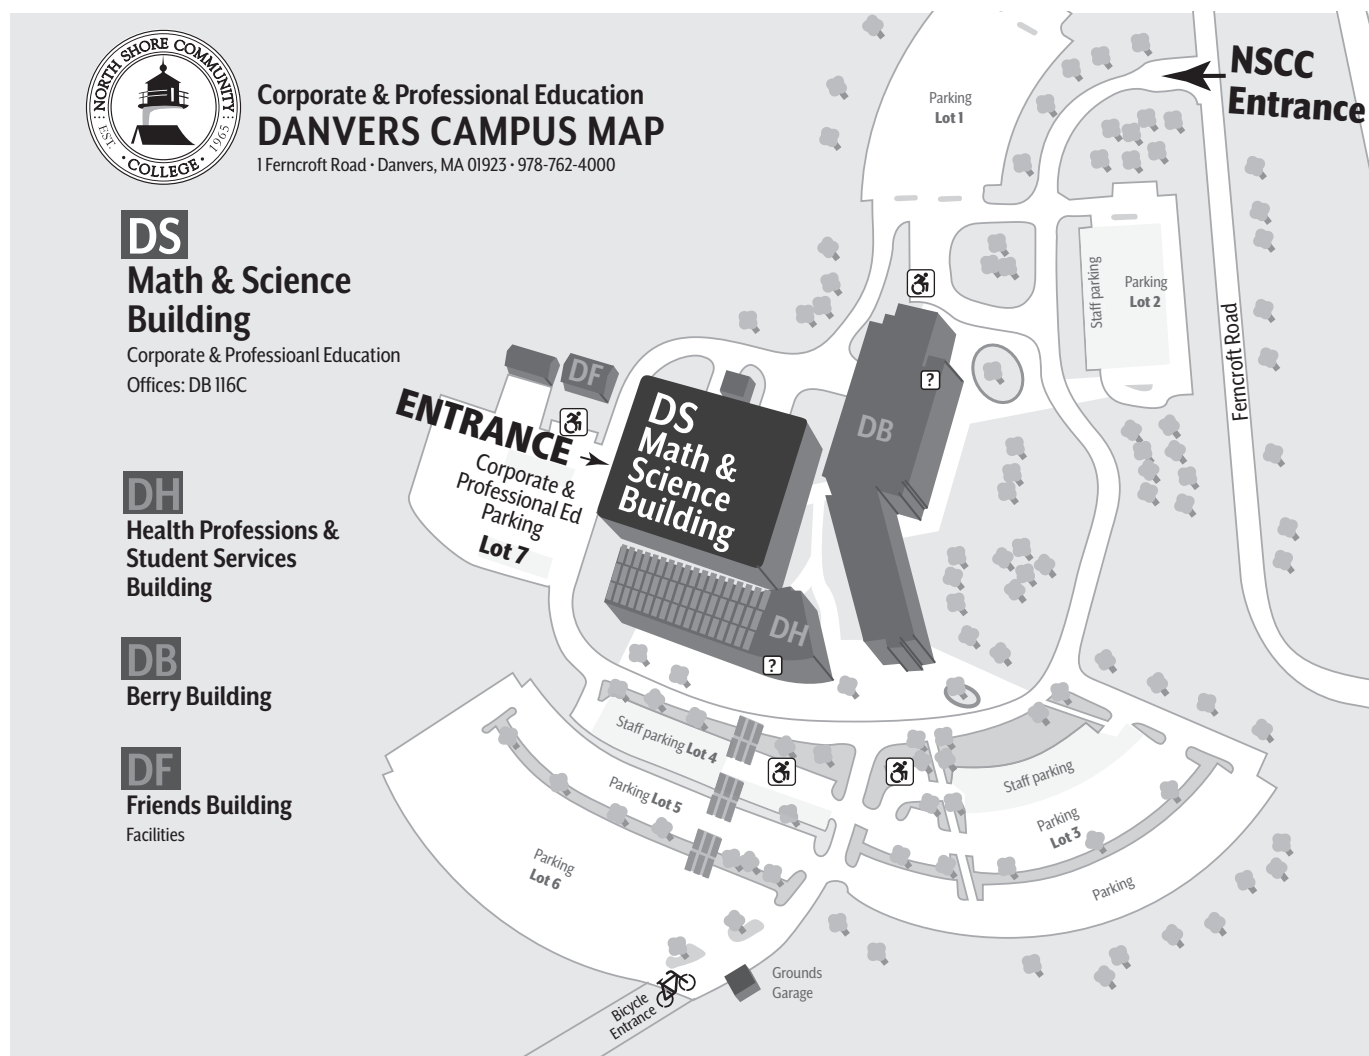 NORTH SHORE COMMUNITY
COLLEGE
EST. 1965
Corporate & Professional Education
DANVERS CAMPUS MAP
1 Ferncroft Road · Danvers, MA 01923 · 978-762-4000
DS
Math & Science
Building
Corporate & Professioanl Education
Offices: DB 116C
DH
Health Professions &
Student Services
Building
DB
Berry Building
DF
Friends Building
Facilities
NSCC
Entrance
Parking
Lot 1
Staff parking
Parking
Lot 2
Ferncroft Road
DF
ENTRANCE
Corporate &
Professional Ed
Parking
Lot 7
DS
Math &
Science
Building
DB
?
DH
?
Staff parking Lot 4
Parking Lot 5
Parking
Lot 6
Staff parking
Parking
Lot 3
Parking
Grounds
Garage
Bicycle
Entrance